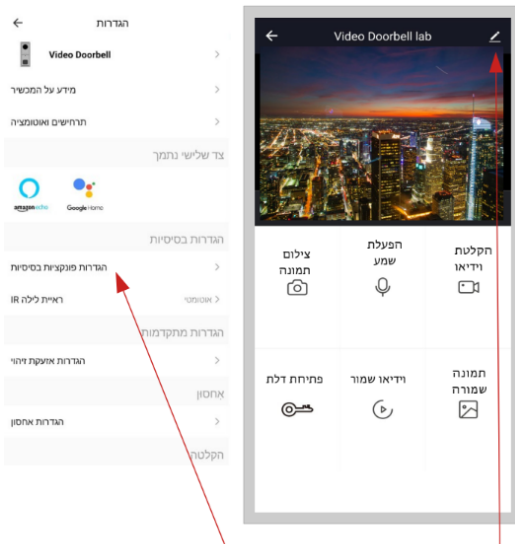 הגדרות
Video Doorbell
מידע על המכשיר
תרחישים ואוטומציה
צד שלישי נתמך
amazon echo
Google Home
הגדרות בסיסיות
הגדרות פונקציות בסיסיות
ראיית לילה IR
אוטומטי
הגדרות מתקדמות
הגדרות אזעקת זיהוי
אחסון
הגדרות אחסון
הקלטה
Video Doorbell lab
הקלטת
וידיאו
הפעלת
שמע
צילום
תמונה
תמונה
שמורה
וידיאו שמור
פתיחת דלת